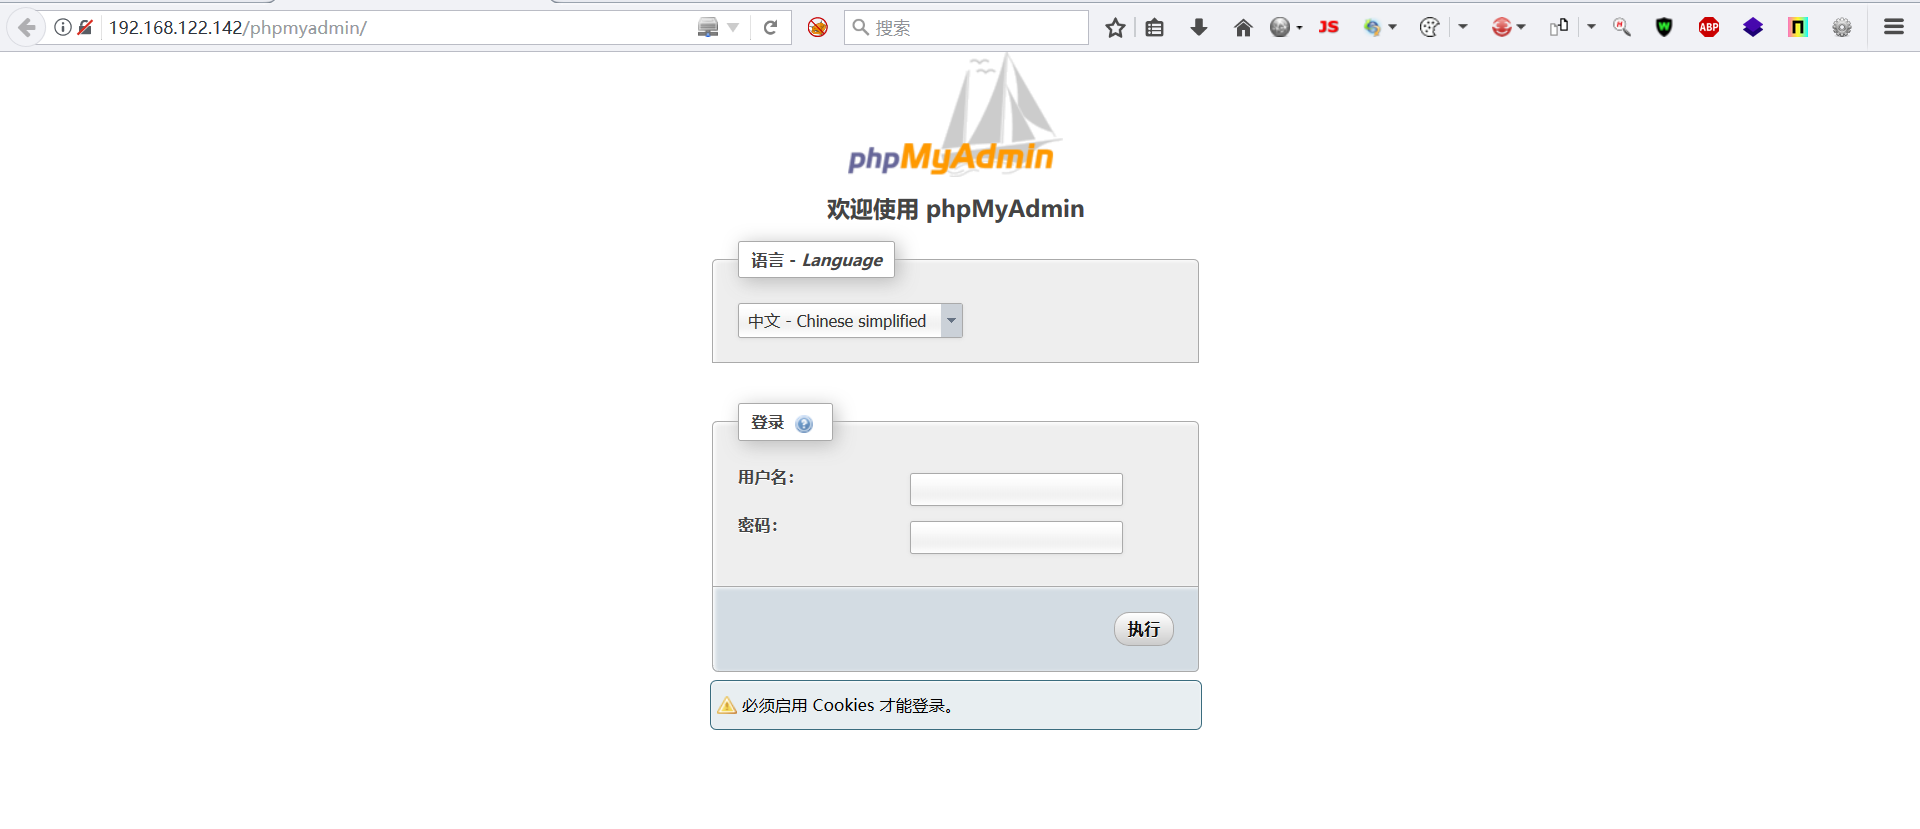 192.168.122.142/phpmyadmin/
搜索
JS
W
ABP
phpMyAdmin
欢迎使用 phpMyAdmin
语言 - Language
中文 - Chinese simplified
登录
用户名：
密码：
执行
必须启用 Cookies 才能登录。